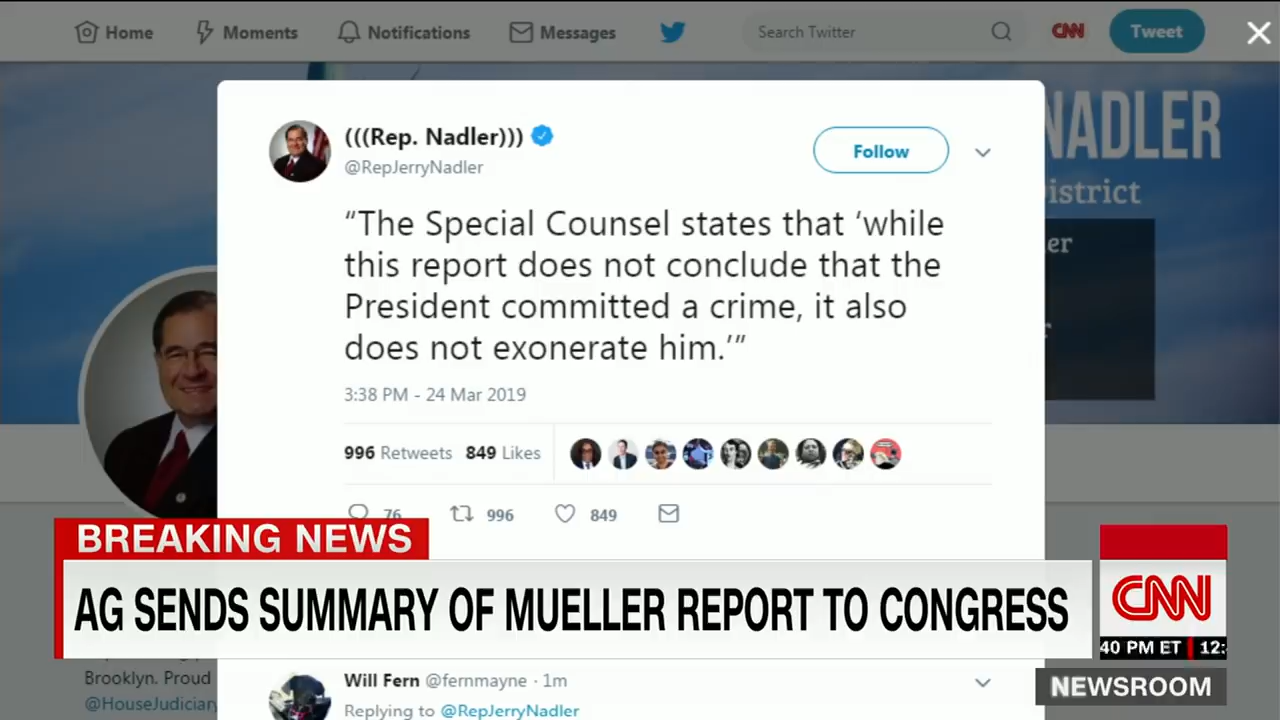 Home Moments Notifications Messages Search Twitter CNN Tweet
NADLER
District
(((Rep. Nadler)))
@RepJerryNadler
Follow
er
“The Special Counsel states that ‘while
this report does not conclude that the
President committed a crime, it also
does not exonerate him.’”
3:38 PM - 24 Mar 2019
996 Retweets 849 Likes
76 996 849
BREAKING NEWS
AG SENDS SUMMARY OF MUELLER REPORT TO CONGRESS
CNN
40 PM ET 12:
NEWSROOM
Brooklyn. Proud
@HouseJudiciary
Will Fern @fernmayne · 1m
Replying to @RepJerryNadler